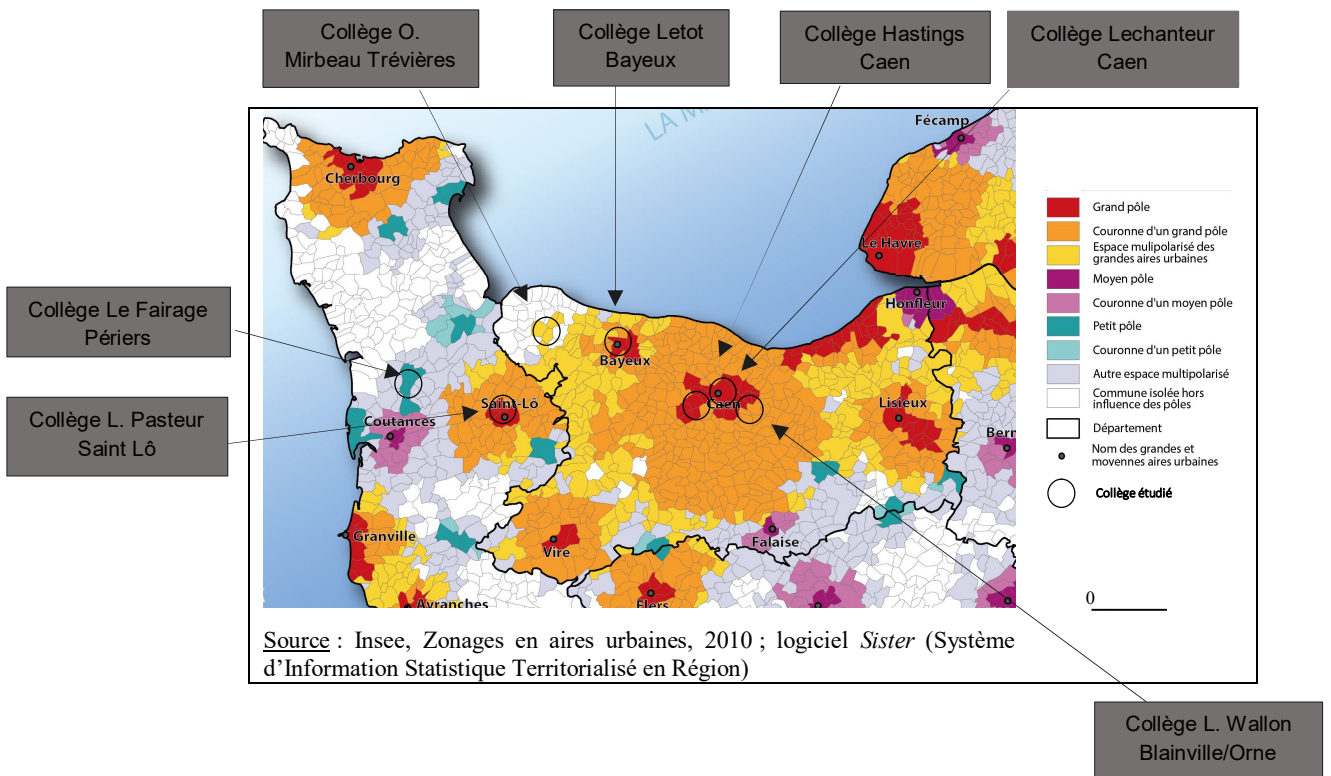 Collège O.
Mirbeau Trévières
Collège Letot
Bayeux
Collège Hastings
Caen
Collège Lechanteur
Caen
Collège Le Fairage
Périers
Collège L. Pasteur
Saint Lô
LA M
Fécamp
Cherbourg
Le Havre
Honfleur
Bayeux
Caen
Saint-Lô
Coutances
Lisieux
Bern
Granville
Vire
Falaise
Avranches
Flers
Grand pôle
Couronne d'un grand pôle
Espace mulipolarisé des
grandes aires urbaines
Moyen pôle
Couronne d'un moyen pôle
Petit pôle
Couronne d'un petit pôle
Autre espace multipolarisé
Commune isolée hors
influence des pôles
Département
Nom des grandes et
movennes aires urbaines
Collège étudié
0
Source : Insee, Zonages en aires urbaines, 2010 ; logiciel Sister (Système
d'Information Statistique Territorialisé en Région)
Collège L. Wallon
Blainville/Orne